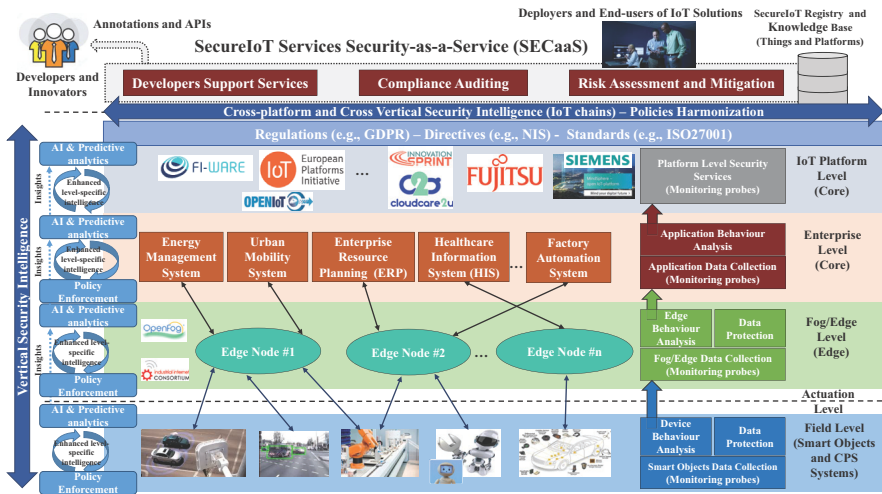 Annotations and APIs
Developers and
Innovators
SecureIoT Services Security-as-a-Service (SECaaS)
Deployers and End-users of IoT Solutions
SecureIoT Registry and
Knowledge Base
(Things and Platforms)
Developers Support Services
Compliance Auditing
Risk Assessment and Mitigation
Cross-platform and Cross Vertical Security Intelligence (IoT chains) – Policies Harmonization
Regulations (e.g., GDPR) – Directives (e.g., NIS) - Standards (e.g., ISO27001)
Vertical Security Intelligence
AI & Predictive
analytics
Insights
Enhanced
level-specific
intelligence
FI-WARE
IoT
European
Platforms
Initiative
OPENIoT
...
INNOVATION
SPRINT
cloudcare2u
FUJITSU
SIEMENS
Platform Level Security
Services
(Monitoring probes)
IoT Platform
Level
(Core)
AI & Predictive
analytics
Insights
Enhanced
level-specific
intelligence
Policy Enforcement
Energy
Management
System
Urban
Mobility
System
Enterprise
Resource
Planning (ERP)
Healthcare
Information
System (HIS)
...
Factory
Automation
System
Application Behaviour
Analysis
Application Data Collection
(Monitoring probes)
Enterprise
Level
(Core)
AI & Predictive
analytics
Insights
Enhanced level-
specific
intelligence
Policy
Enforcement
OpenFog
industrial internet
CONSORTIUM
Edge Node #1
Edge Node #2
...
Edge Node #n
Edge
Behaviour
Analysis
Data
Protection
Fog/Edge Data Collection
(Monitoring probes)
Fog/Edge
Level
(Edge)
Actuation
Level
AI & Predictive
analytics
Enhanced level-
specific
intelligence
Policy
Enforcement
Device
Behaviour
Analysis
Data
Protection
Smart Objects Data Collection
(Monitoring probes)
Field Level
(Smart Objects
and CPS
Systems)